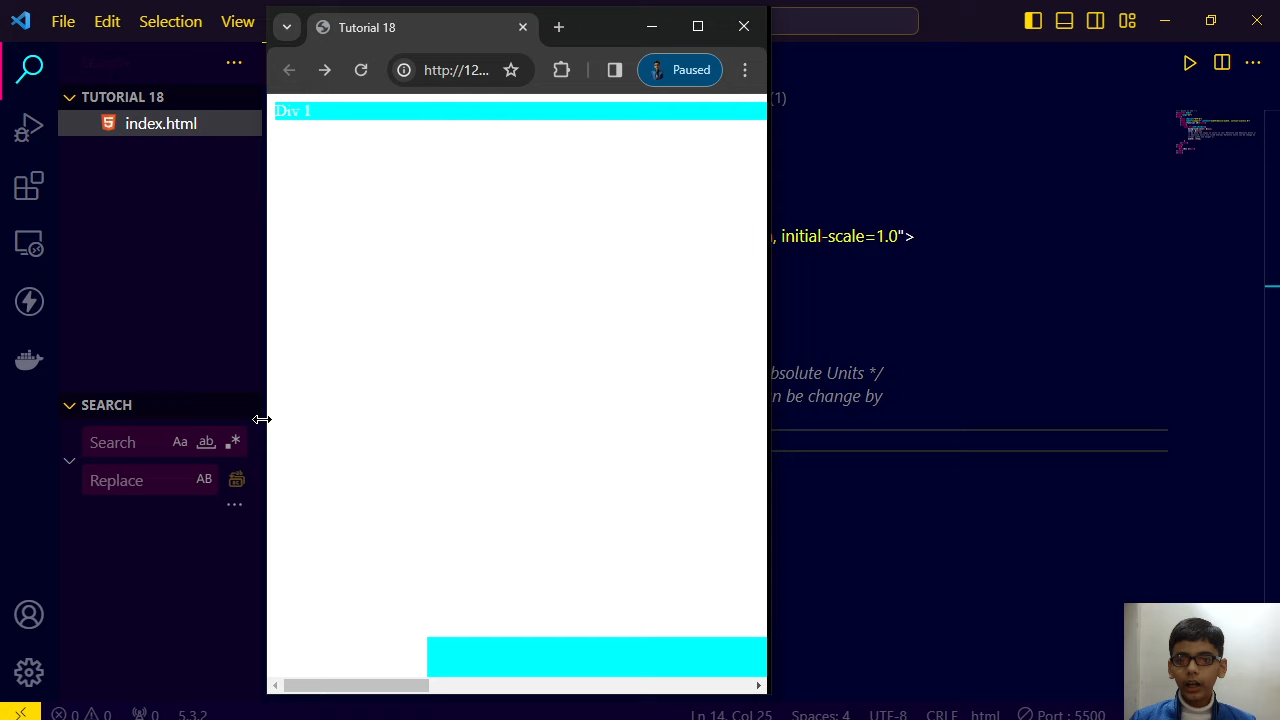 File Edit Selection View
Tutorial 18
http://12...
Paused
TUTORIAL 18
index.html
(1)
Div 1
, initial-scale=1.0">
bsolute Units */
n be change by
SEARCH
Search Aa ab
Replace AB
0 0 0 5.3.2 Ln 14, Col 25 Spaces: 4 UTF-8 CRLF html Port : 5500